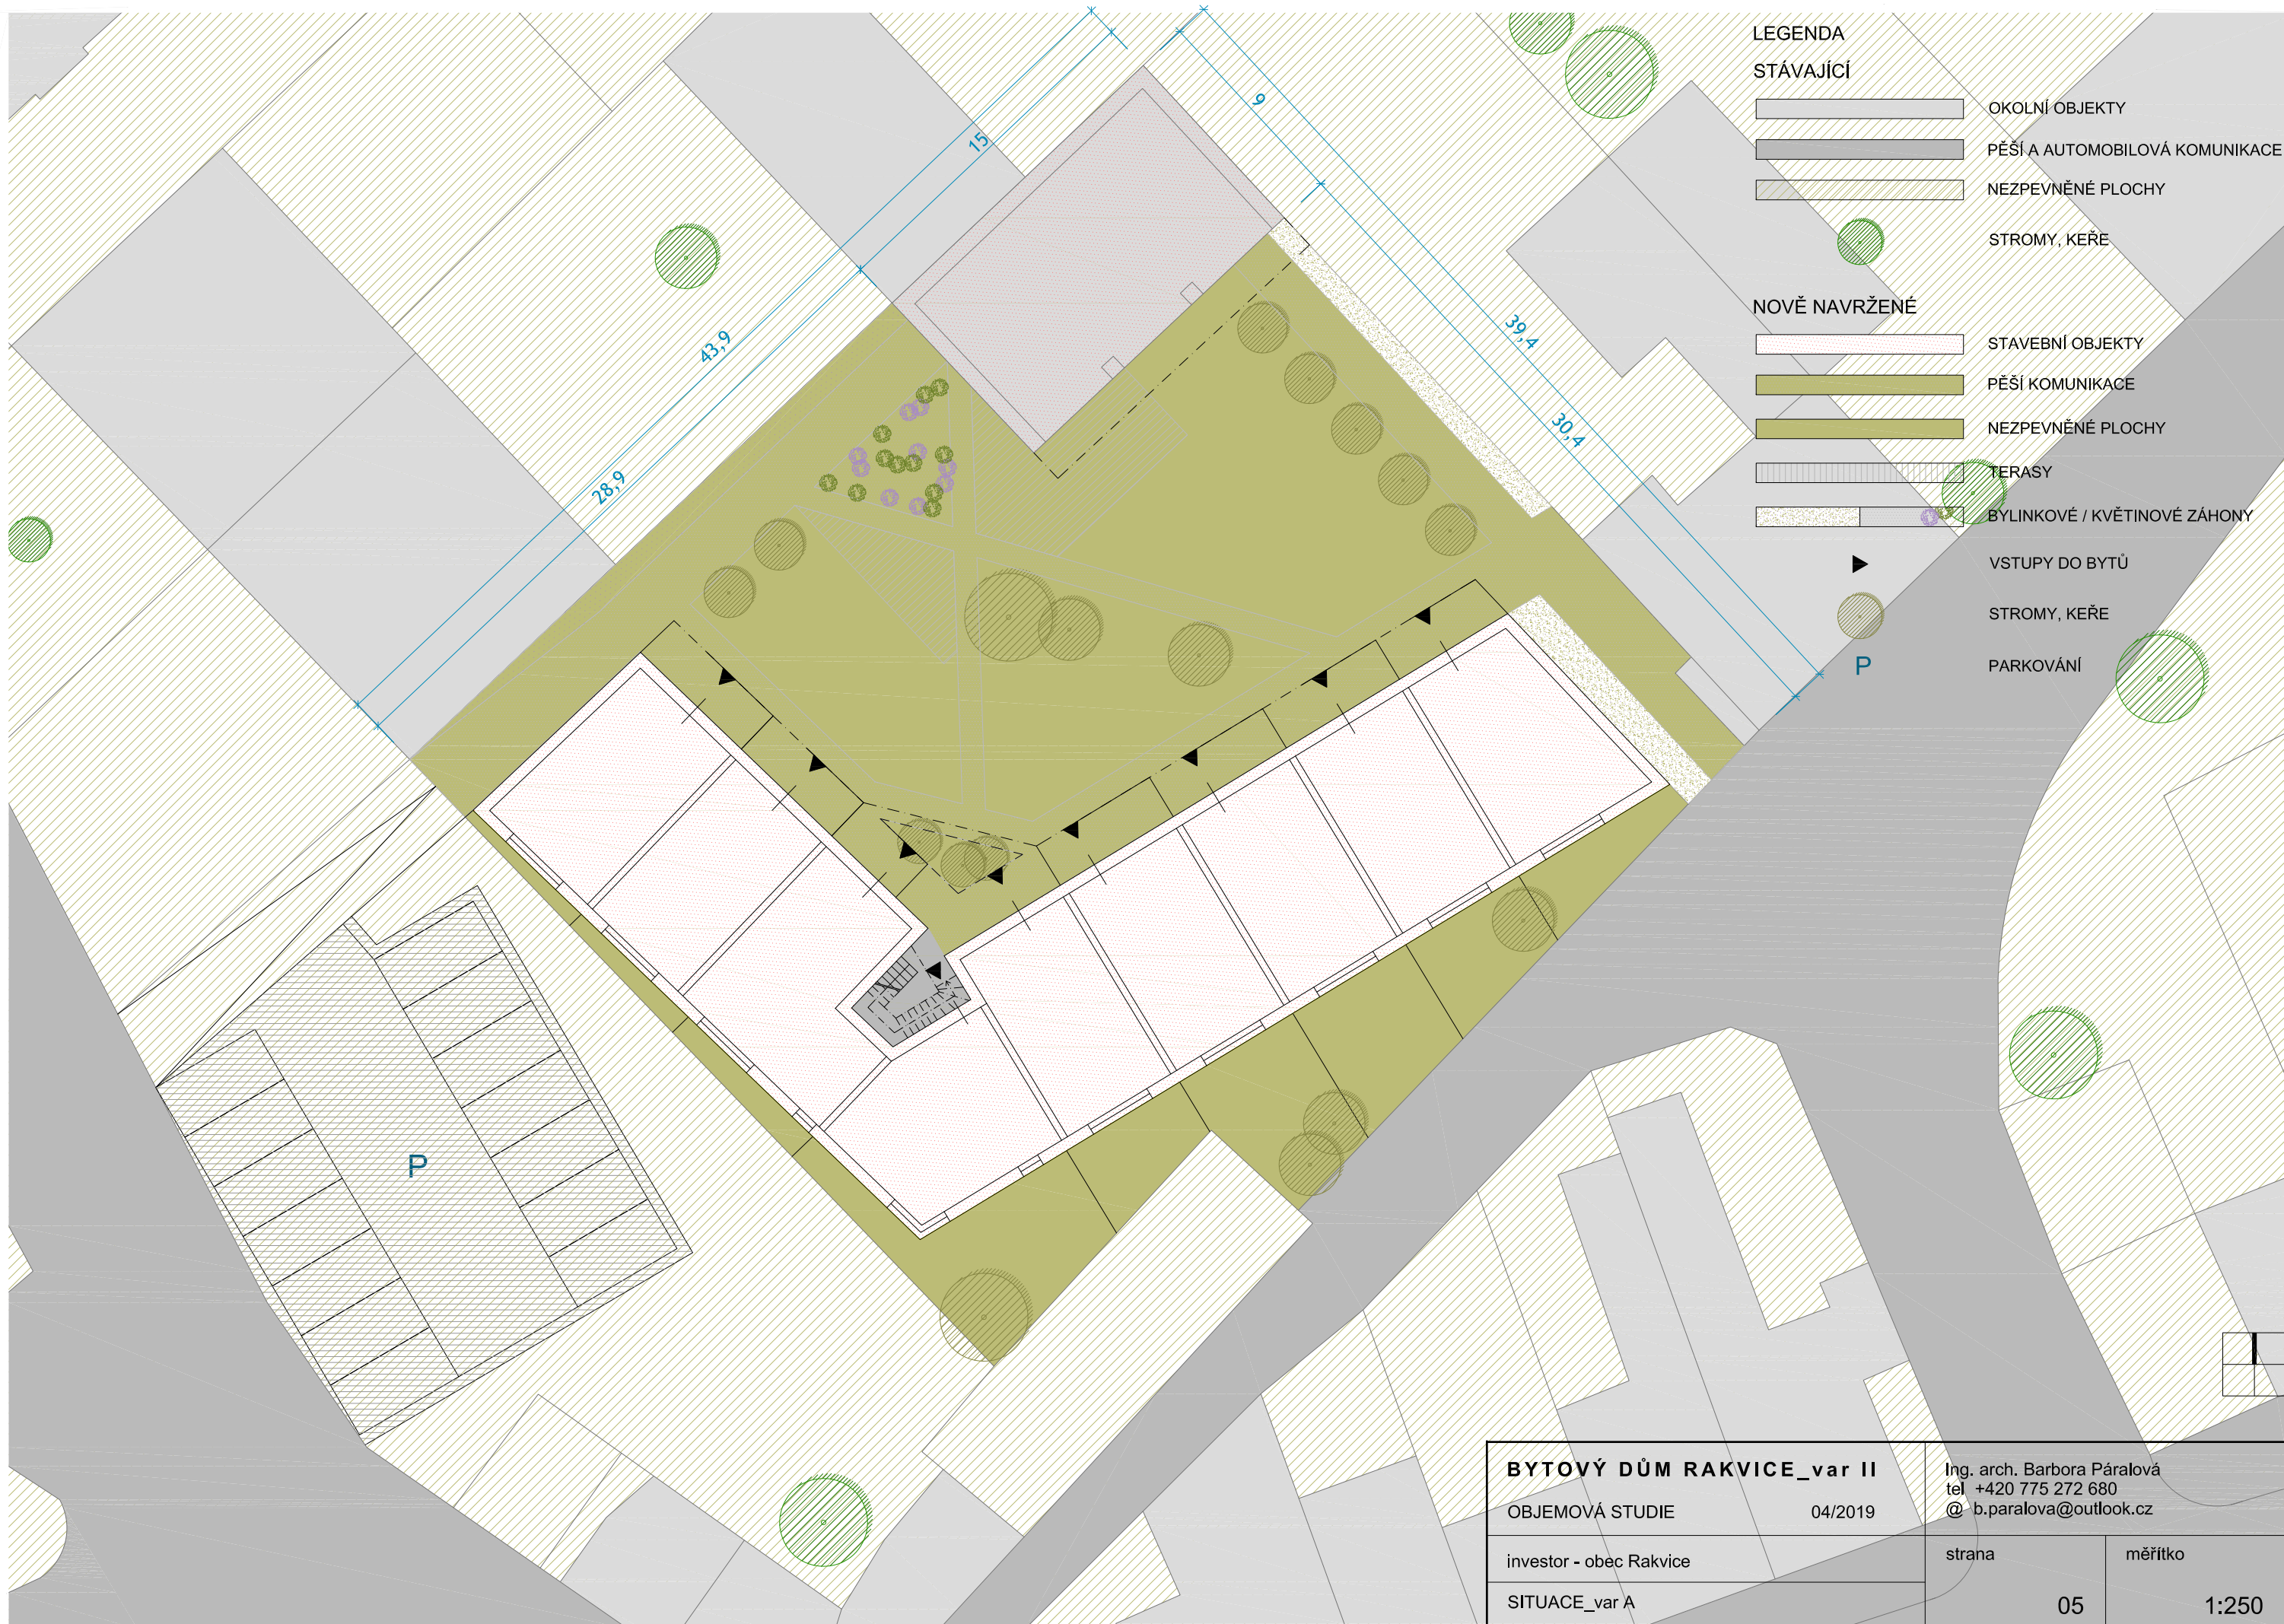 LEGENDA
STÁVAJÍCÍ
OKOLNÍ OBJEKTY
PĚŠÍ A AUTOMOBILOVÁ KOMUNIKACE
NEZPEVNĚNÉ PLOCHY
STROMY, KEŘE
NOVĚ NAVRŽENÉ
STAVEBNÍ OBJEKTY
PĚŠÍ KOMUNIKACE
NEZPEVNĚNÉ PLOCHY
TERASY
BYLINKOVÉ / KVĚTINOVÉ ZÁHONY
VSTUPY DO BYTŮ
STROMY, KEŘE
P PARKOVÁNÍ
9
15
39,4
43,9
30,4
28,9
P
BYTOVÝ DŮM RAKVICE_var II
OBJEMOVÁ STUDIE 04/2019
investor - obec Rakvice
SITUACE_var A
Ing. arch. Barbora Páralová
tel +420 775 272 680
@ b.paralova@outlook.cz
strana měřítko
05 1:250